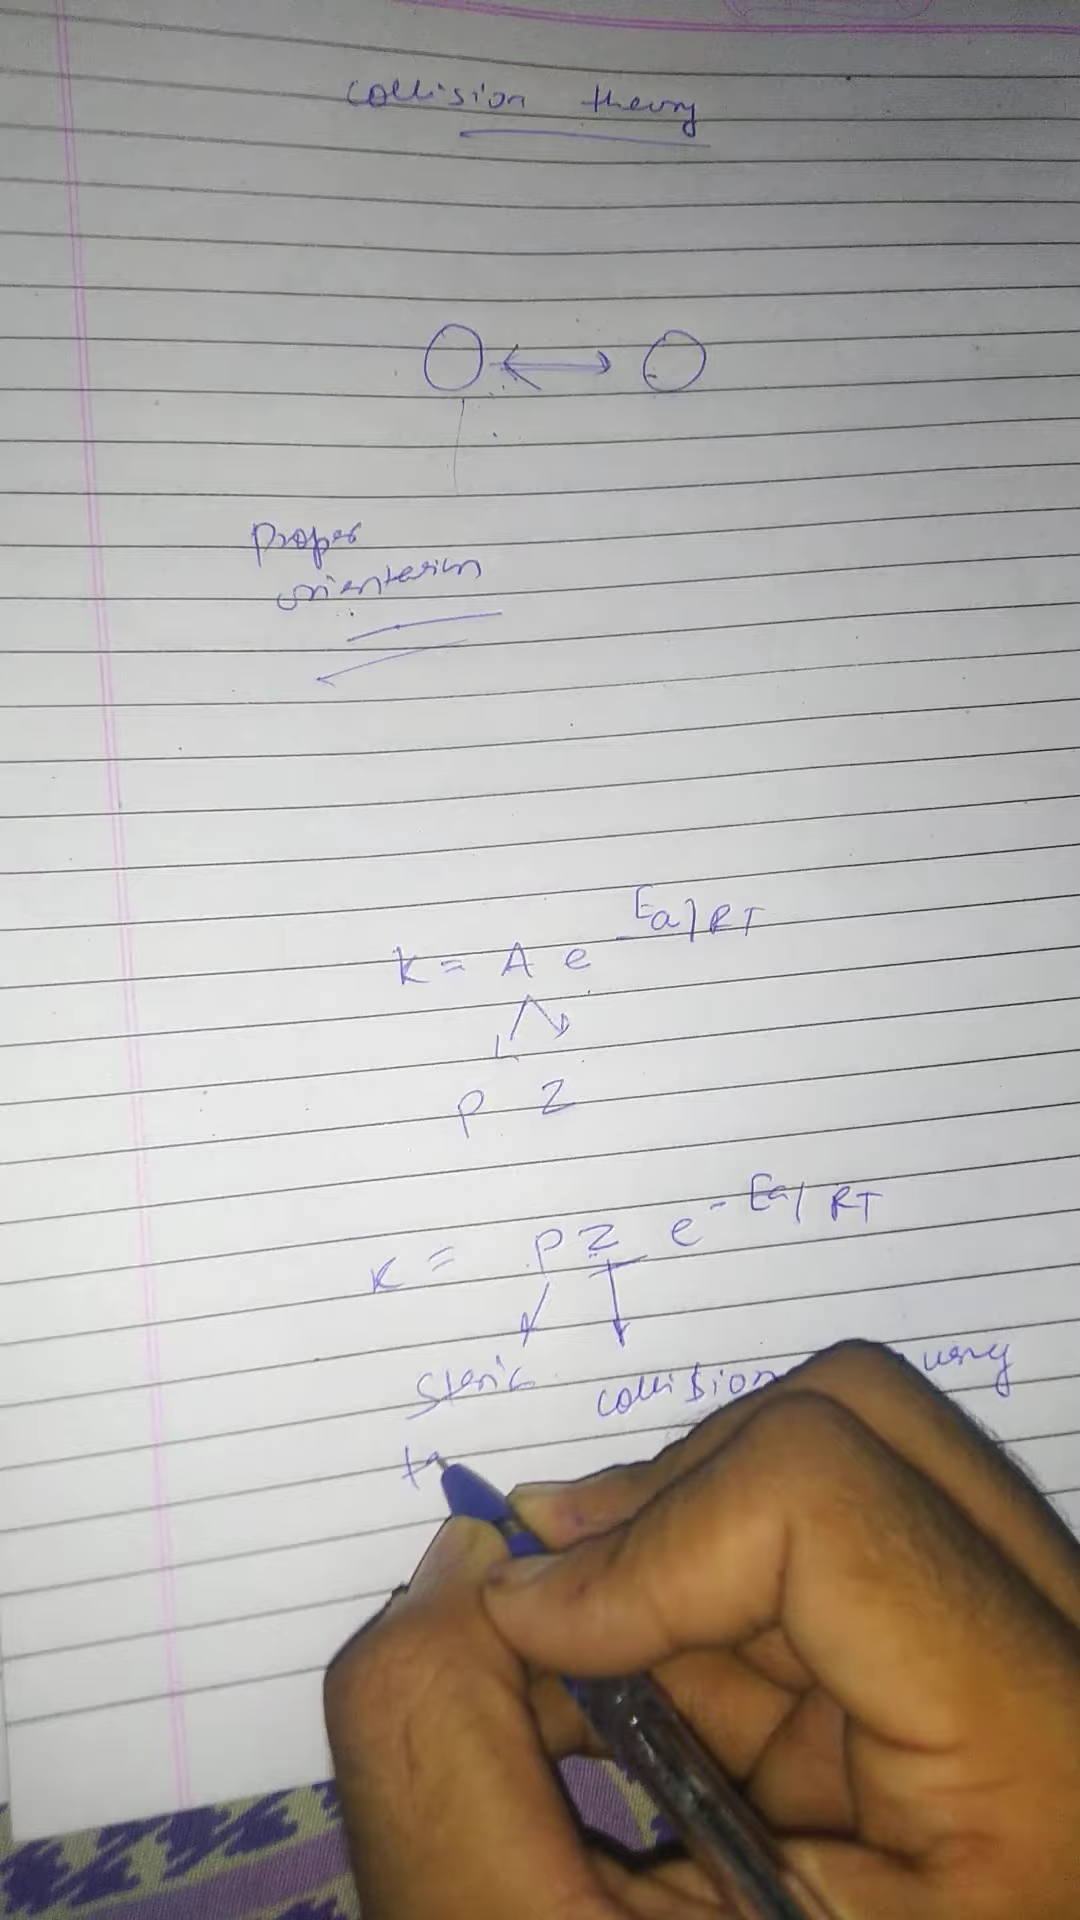 collision theory
Proper
orientation
K = A e -Ea/RT
P Z
K = PZ e -Ea/RT
Steric collision